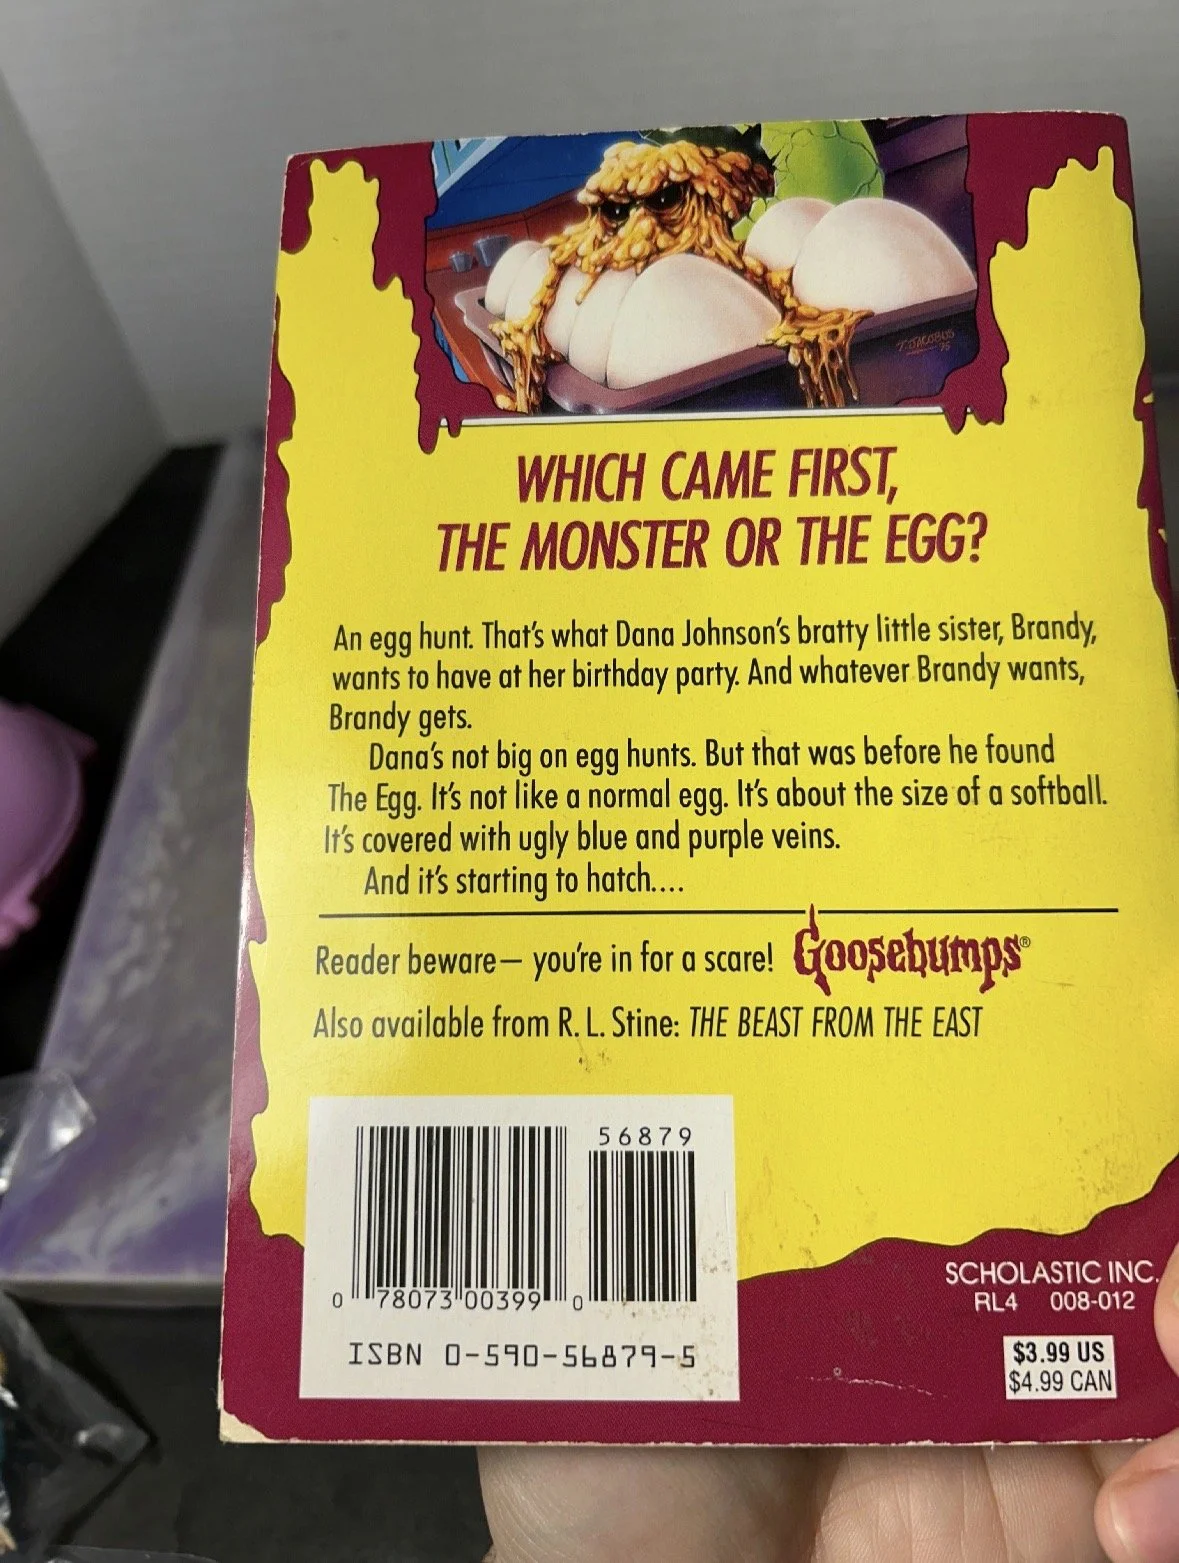 T. JACOBUS
'95
WHICH CAME FIRST,
THE MONSTER OR THE EGG?
An egg hunt. That's what Dana Johnson's bratty little sister, Brandy,
wants to have at her birthday party. And whatever Brandy wants,
Brandy gets.
Dana's not big on egg hunts. But that was before he found
The Egg. It's not like a normal egg. It's about the size of a softball.
It's covered with ugly blue and purple veins.
And it's starting to hatch....
Reader beware— you're in for a scare! Goosebumps®
Also available from R. L. Stine: THE BEAST FROM THE EAST
56879
0 78073 00399 0
ISBN 0-590-56879-5
SCHOLASTIC INC.
RL4 008-012
$3.99 US
$4.99 CAN